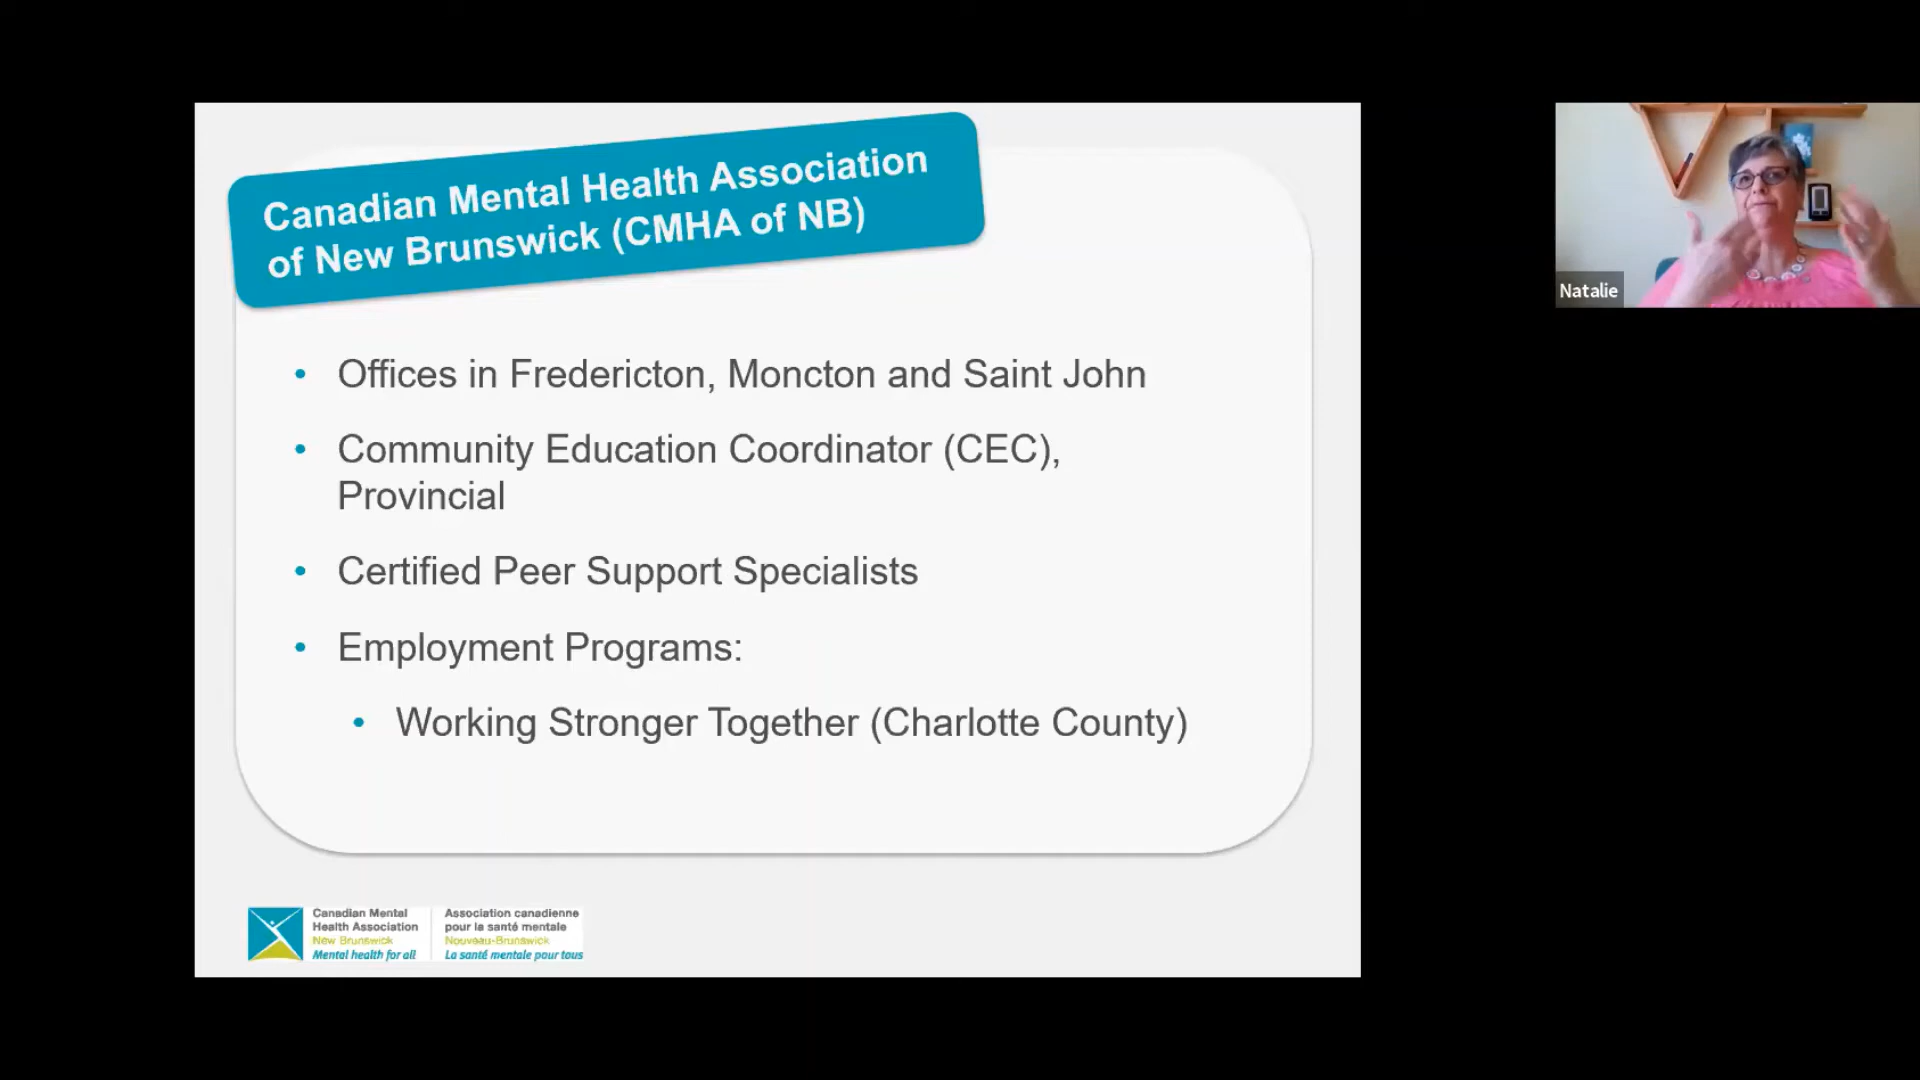 Canadian Mental Health Association
of New Brunswick (CMHA of NB)
• Offices in Fredericton, Moncton and Saint John
• Community Education Coordinator (CEC),
Provincial
• Certified Peer Support Specialists
• Employment Programs:
• Working Stronger Together (Charlotte County)
Canadian Mental
Health Association
New Brunswick
Mental health for all
Association canadienne
pour la santé mentale
Nouveau-Brunswick
La santé mentale pour tous
Natalie